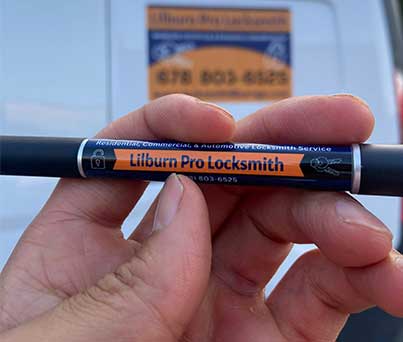 Lilburn Pro Locksmith
678 803-6525
Residential, Commercial, & Automotive Locksmith Service
Lilburn Pro Locksmith
803-6525